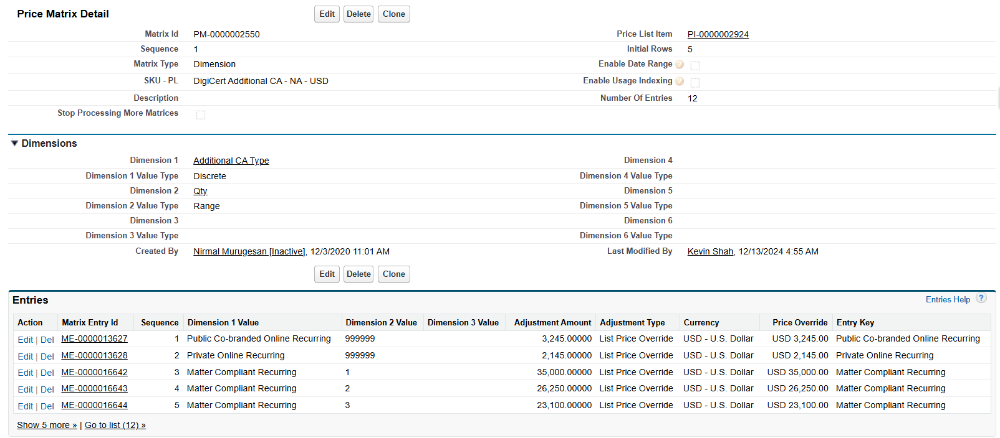 Price Matrix Detail
Edit Delete Clone
Matrix Id PM-0000002550 Price List Item PI-0000002924
Sequence 1 Initial Rows 5
Matrix Type Dimension Enable Date Range ?
SKU - PL DigiCert Additional CA - NA - USD Enable Usage Indexing ?
Description Number Of Entries 12
Stop Processing More Matrices
Dimensions
Dimension 1 Additional CA Type Dimension 4
Dimension 1 Value Type Discrete Dimension 4 Value Type
Dimension 2 Qty Dimension 5
Dimension 2 Value Type Range Dimension 5 Value Type
Dimension 3 Dimension 6
Dimension 3 Value Type Dimension 6 Value Type
Created By Nirmal Murugesan [Inactive], 12/3/2020 11:01 AM Last Modified By Kevin Shah, 12/13/2024 4:55 AM
Edit Delete Clone
Entries Entries Help ?
Action Matrix Entry Id Sequence Dimension 1 Value Dimension 2 Value Dimension 3 Value Adjustment Amount Adjustment Type Currency Price Override Entry Key
Edit | Del ME-0000013627 1 Public Co-branded Online Recurring 999999 3,245.00000 List Price Override USD - U.S. Dollar USD 3,245.00 Public Co-branded Online Recurring
Edit | Del ME-0000013628 2 Private Online Recurring 999999 2,145.00000 List Price Override USD - U.S. Dollar USD 2,145.00 Private Online Recurring
Edit | Del ME-0000016642 3 Matter Compliant Recurring 1 35,000.00000 List Price Override USD - U.S. Dollar USD 35,000.00 Matter Compliant Recurring
Edit | Del ME-0000016643 4 Matter Compliant Recurring 2 26,250.00000 List Price Override USD - U.S. Dollar USD 26,250.00 Matter Compliant Recurring
Edit | Del ME-0000016644 5 Matter Compliant Recurring 3 23,100.00000 List Price Override USD - U.S. Dollar USD 23,100.00 Matter Compliant Recurring
Show 5 more » | Go to list (12) »